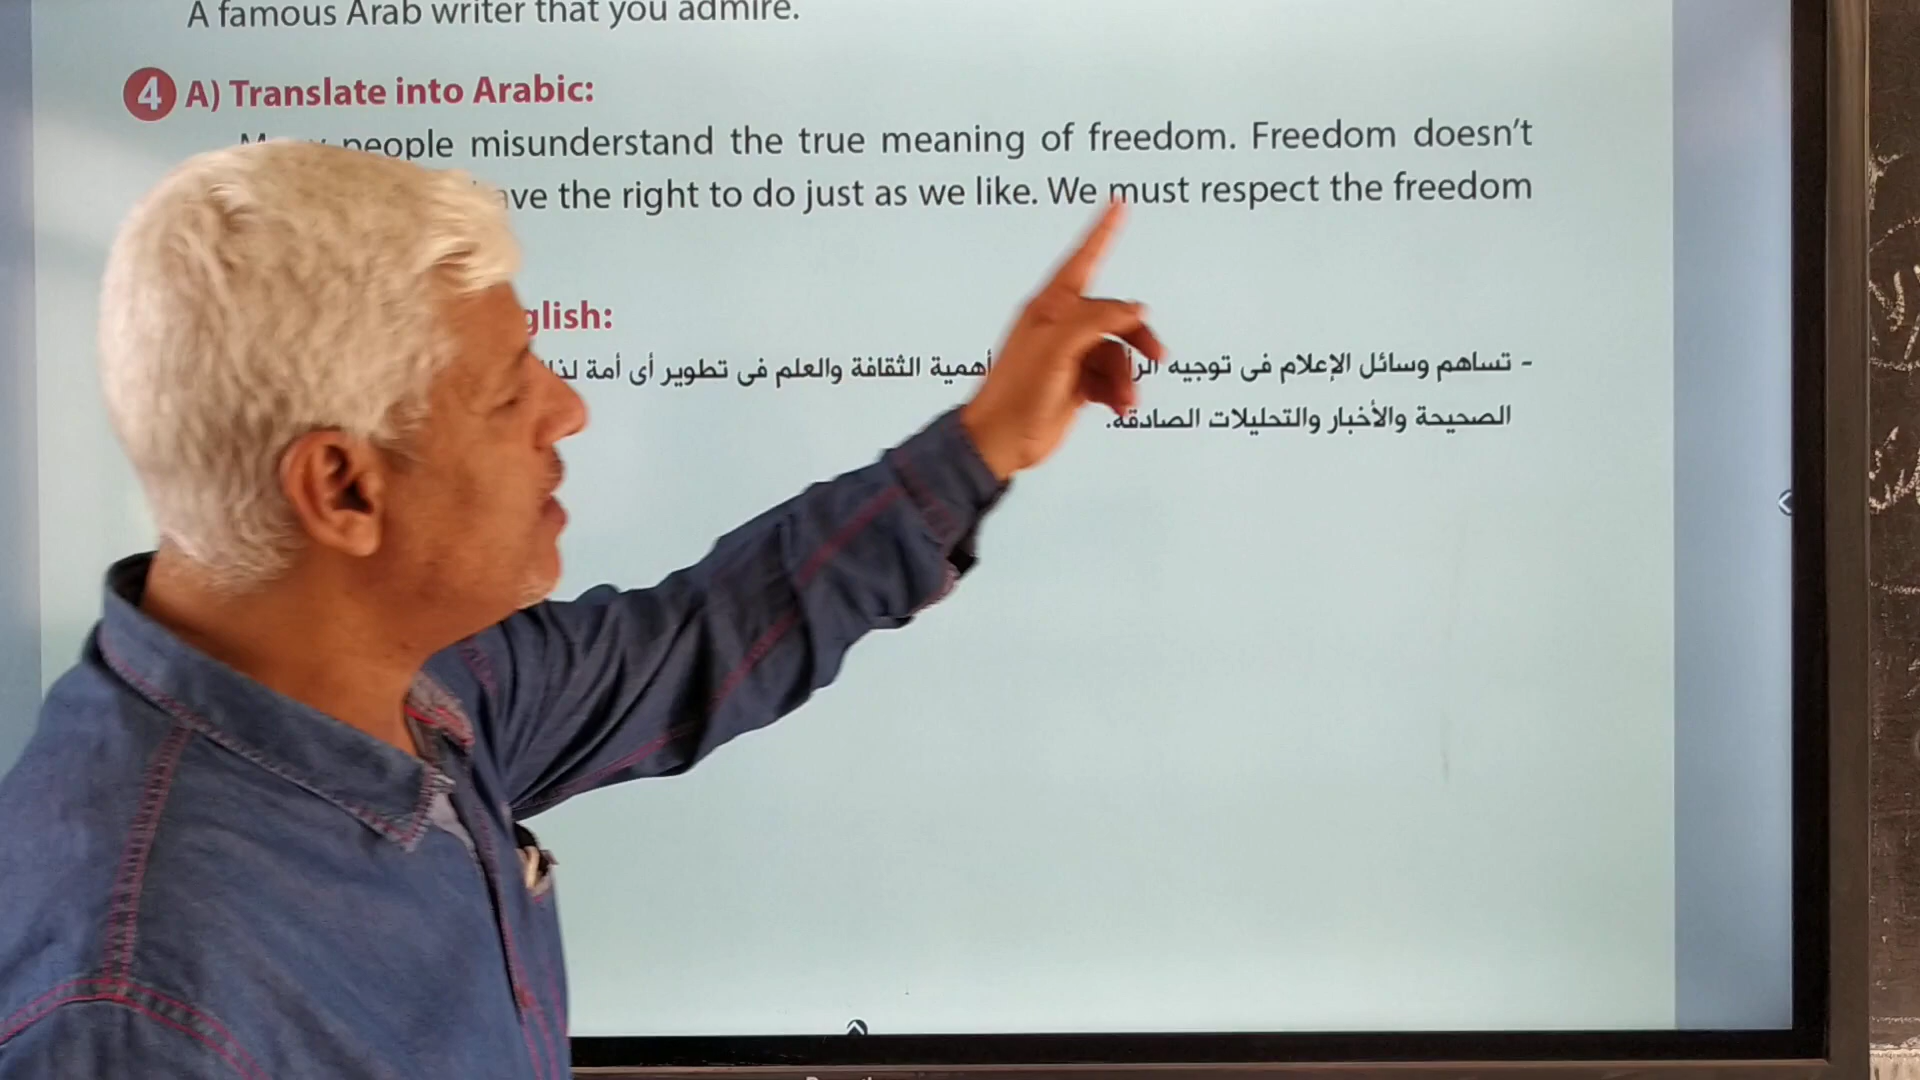 A famous Arab writer that you admire.
4 A) Translate into Arabic:
people misunderstand the true meaning of freedom. Freedom doesn't
the right to do just as we like. We must respect the freedom
- تساهم وسائل الإعلام فى توجيه أهمية الثقافة والعلم فى تطوير أى أمة
الصحيحة والأخبار والتحليلات الصادقة.